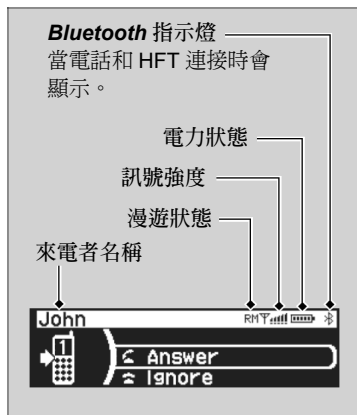 Bluetooth 指示燈
當電話和 HFT 連接時會
顯示。
電力狀態
訊號強度
漫遊狀態
來電者名稱
John RM
1
Answer
Ignore